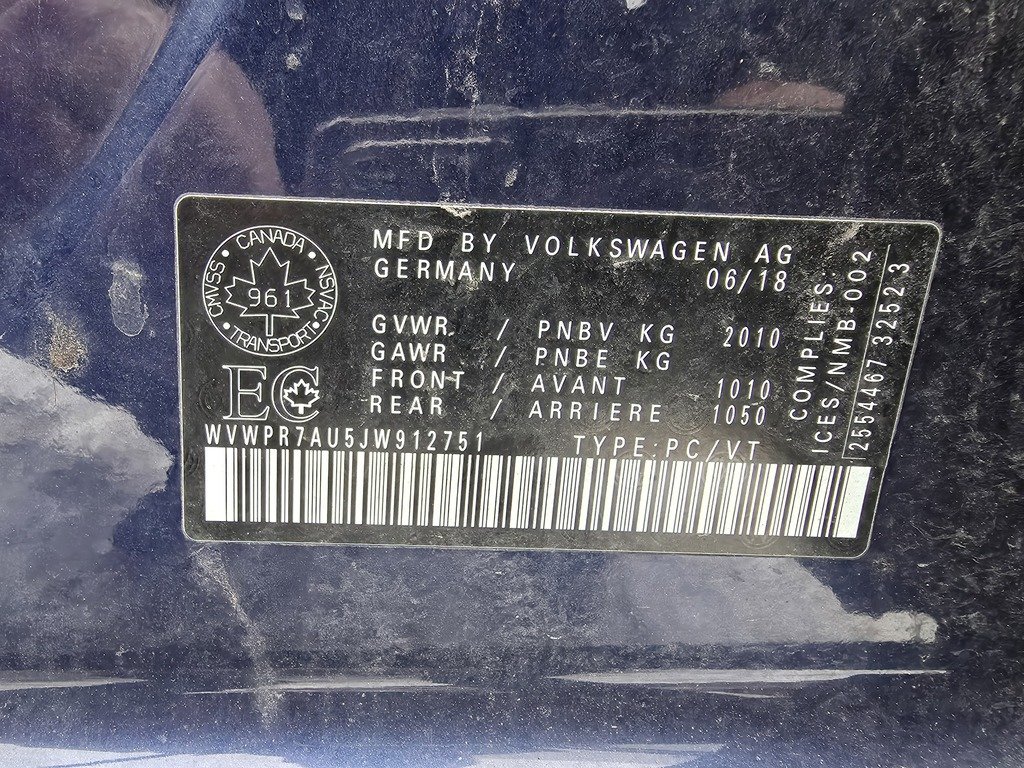 CANADA
CMVSS
NSVAC
961
TRANSPORT
EC
MFD BY VOLKSWAGEN AG
GERMANY 06/18
GVWR / PNBV KG 2010
GAWR / PNBE KG
FRONT / AVANT 1010
REAR / ARRIERE 1050
WVWPR7AU5JW912751 TYPE:PC/VT
COMPLIES:
ICES/NMB-002
2554467 32523